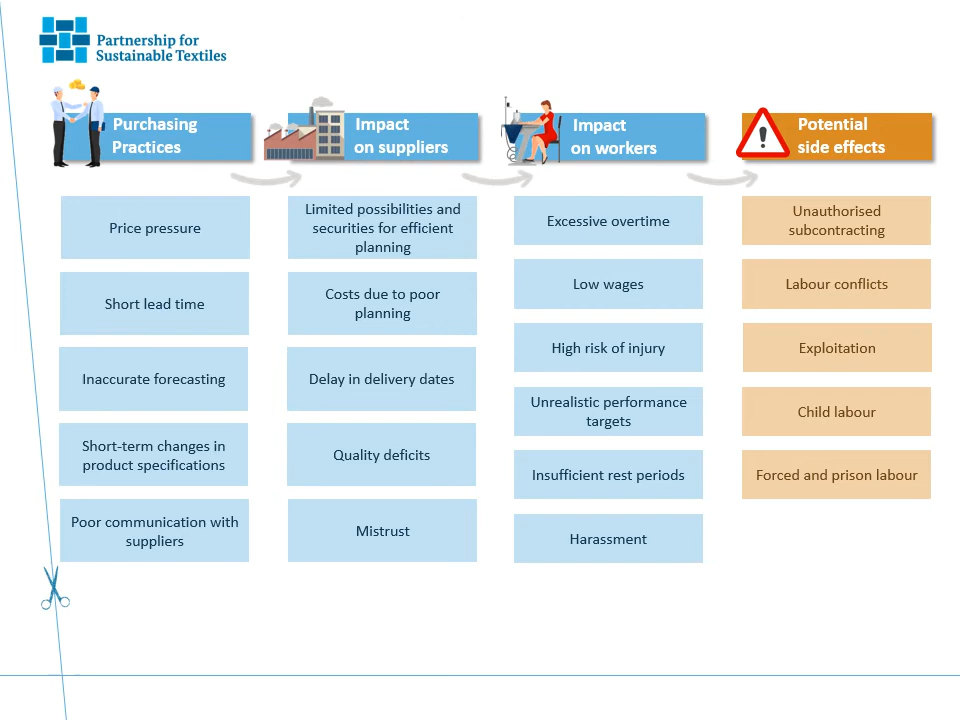 Partnership for
Sustainable Textiles
Purchasing
Practices
Impact
on suppliers
Impact
on workers
Potential
side effects
Price pressure
Short lead time
Inaccurate forecasting
Short-term changes in
product specifications
Poor communication with
suppliers
Limited possibilities and
securities for efficient
planning
Costs due to poor
planning
Delay in delivery dates
Quality deficits
Mistrust
Excessive overtime
Low wages
High risk of injury
Unrealistic performance
targets
Insufficient rest periods
Harassment
Unauthorised
subcontracting
Labour conflicts
Exploitation
Child labour
Forced and prison labour